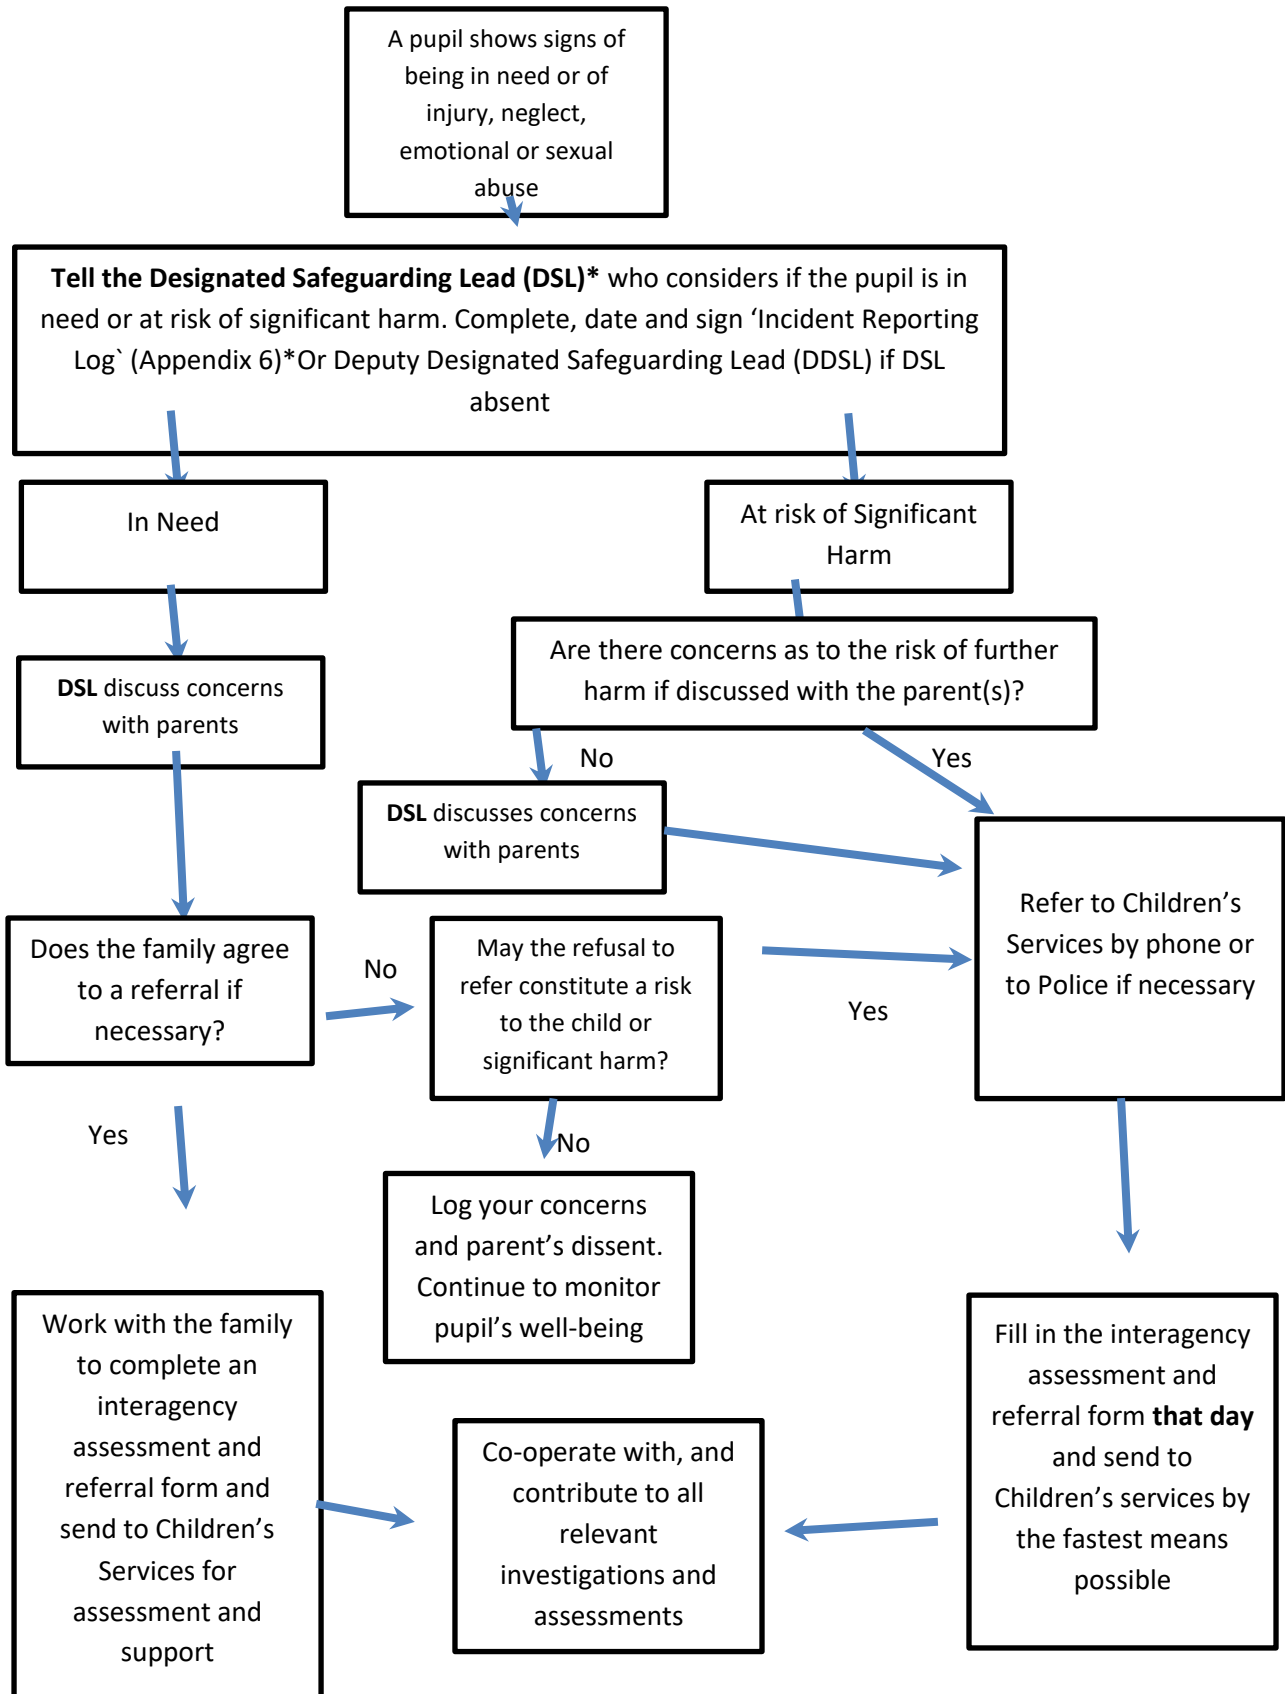 A pupil shows signs of
being in need or of
injury, neglect,
emotional or sexual
abuse
Tell the Designated Safeguarding Lead (DSL)* who considers if the pupil is in
need or at risk of significant harm. Complete, date and sign ‘Incident Reporting
Log` (Appendix 6)*Or Deputy Designated Safeguarding Lead (DDSL) if DSL
absent
In Need
At risk of Significant
Harm
Are there concerns as to the risk of further
harm if discussed with the parent(s)?
DSL discuss concerns
with parents
No
Yes
DSL discusses concerns
with parents
Refer to Children’s
Services by phone or
to Police if necessary
Does the family agree
to a referral if
necessary?
No
May the refusal to
refer constitute a risk
to the child or
significant harm?
Yes
Yes
No
Log your concerns
and parent’s dissent.
Continue to monitor
pupil’s well-being
Work with the family
to complete an
interagency
assessment and
referral form and
send to Children’s
Services for
assessment and
support
Co-operate with, and
contribute to all
relevant
investigations and
assessments
Fill in the interagency
assessment and
referral form that day
and send to
Children’s services by
the fastest means
possible